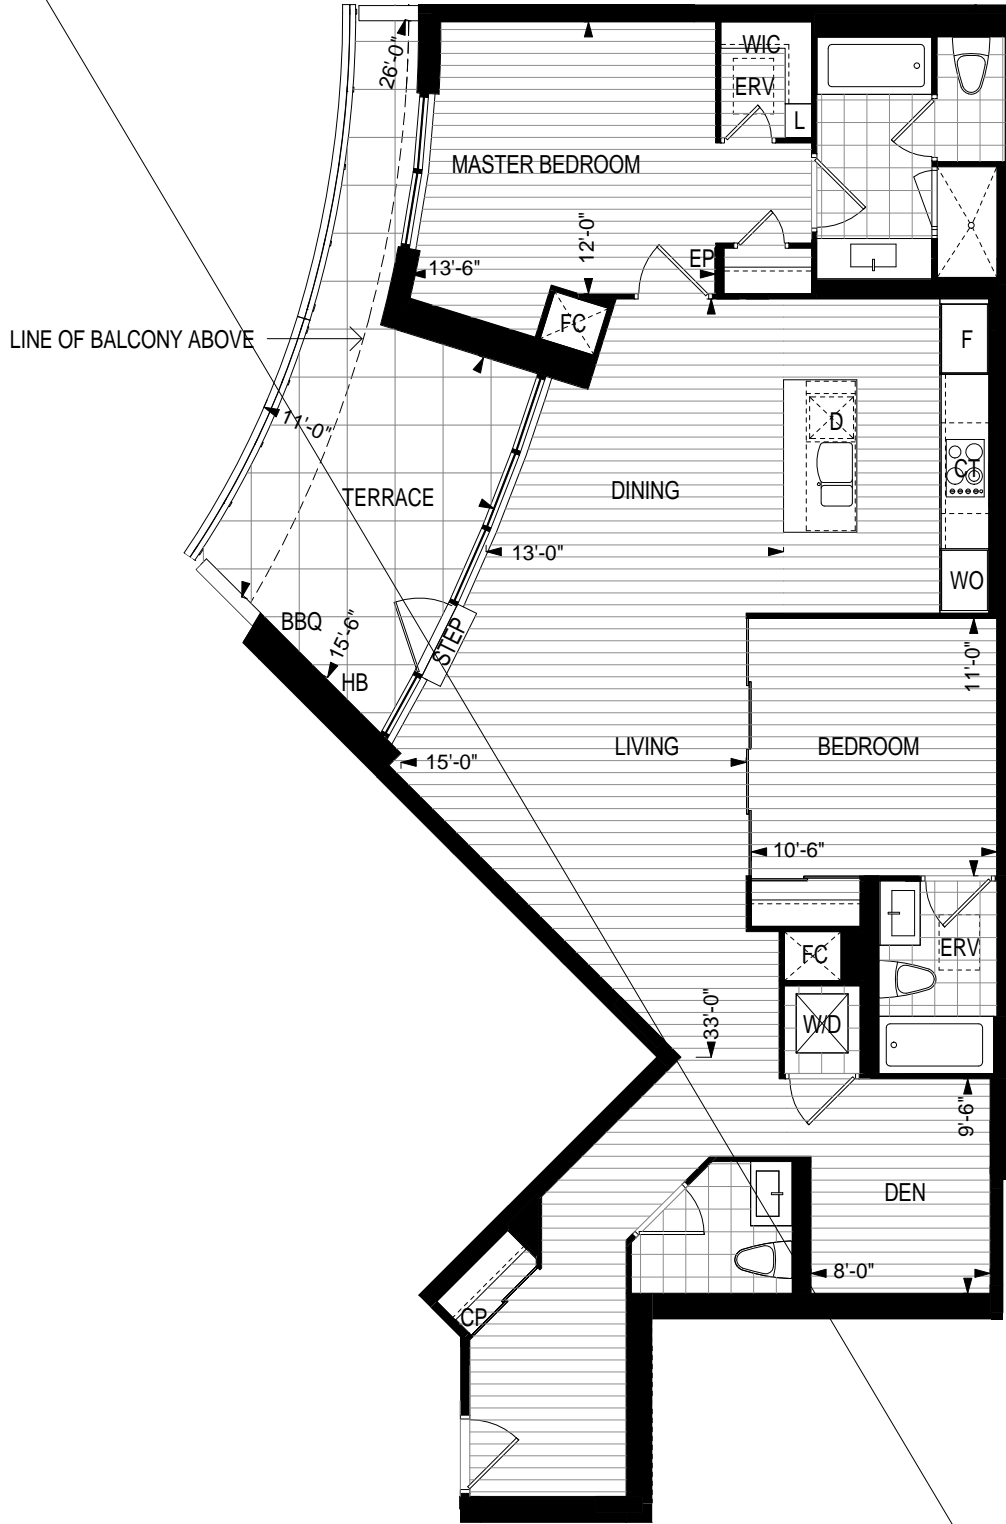 26'-0"
WIC
ERV
L
MASTER BEDROOM
12'-0"
EP
13'-6"
FC
LINE OF BALCONY ABOVE
F
11'-0"
D
CT
TERRACE
DINING
13'-0"
WO
BBQ
15'-6"
STEP
HB
11'-0"
LIVING
BEDROOM
15'-0"
10'-6"
FC
ERV
33'-0"
W/D
9'-6"
DEN
8'-0"
CP